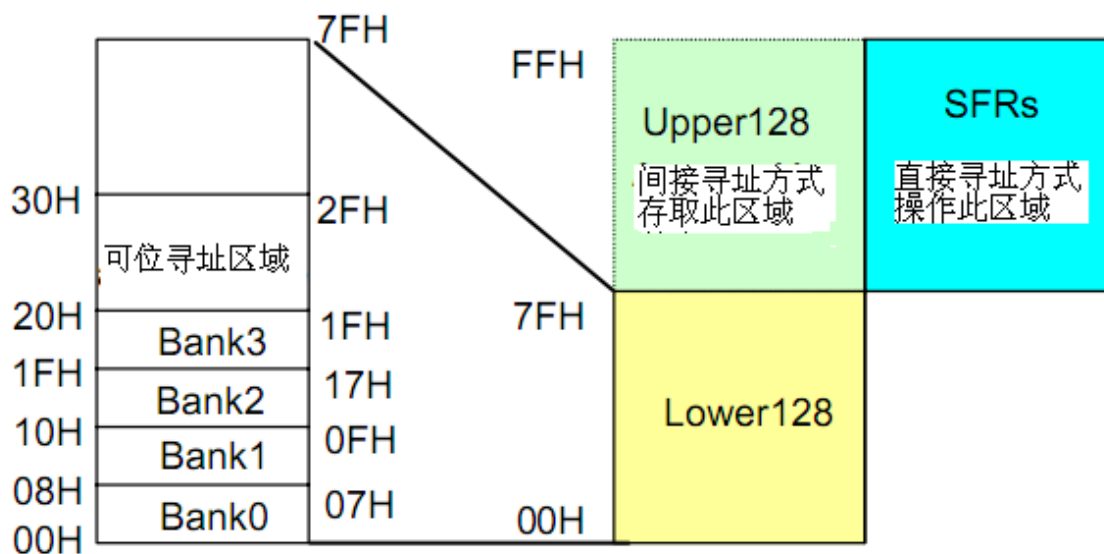 7FH
FFH
Upper128
SFRs
间接寻址方式
存取此区域
直接寻址方式
操作此区域
30H
2FH
可位寻址区域
20H
1FH
7FH
Bank3
1FH
17H
Bank2
10H
0FH
Lower128
Bank1
08H
07H
Bank0
00H
00H